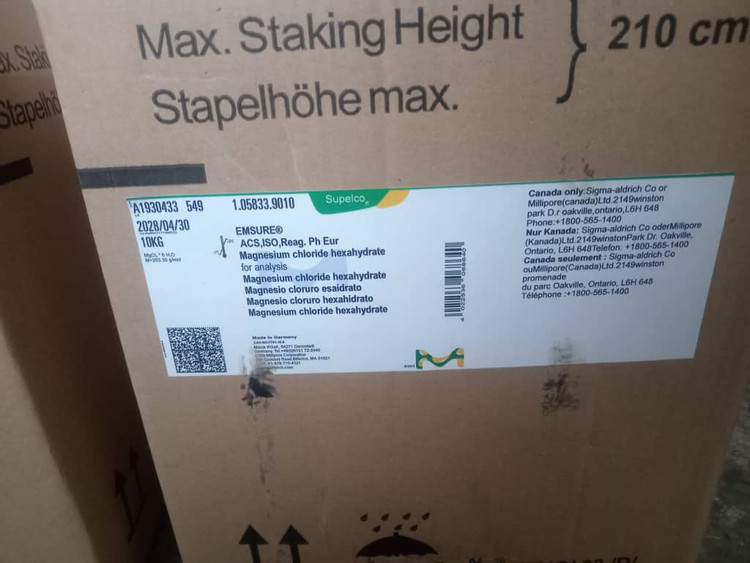 Max. Staking Height
210 cm
Stapelhöhe max.
ax. Staki
Stapelhö
A1930433 549
2028/04/30
10KG
1.05833.9010
Supelco
EMSURE®
ACS,ISO,Reag. Ph Eur
Magnesium chloride hexahydrate
for analysis
Magnesium chloride hexahydrate
Magnesio cloruro esaidrato
Magnesio cloruro hexahidrato
Magnesium chloride hexahydrate
Made in Germany
Canada only:Sigma-aldrich Co or
Millipore(canada)Ltd.2149winston
park D.r oakville,ontario,L6H 648
Phone:+1800-565-1400
Nur Kanada: Sigma-aldrich Co oderMillipore
(Kanada)Ltd.2149winstonPark Dr. Oakville,
Ontario, L6H 648Telefon: +1800-565-1400
Canada seulement : Sigma-aldrich Co
ouMillipore(Canada)Ltd.2149winston
promenade
du parc Oakville, Ontario, L6H 648
Téléphone :+1800-565-1400